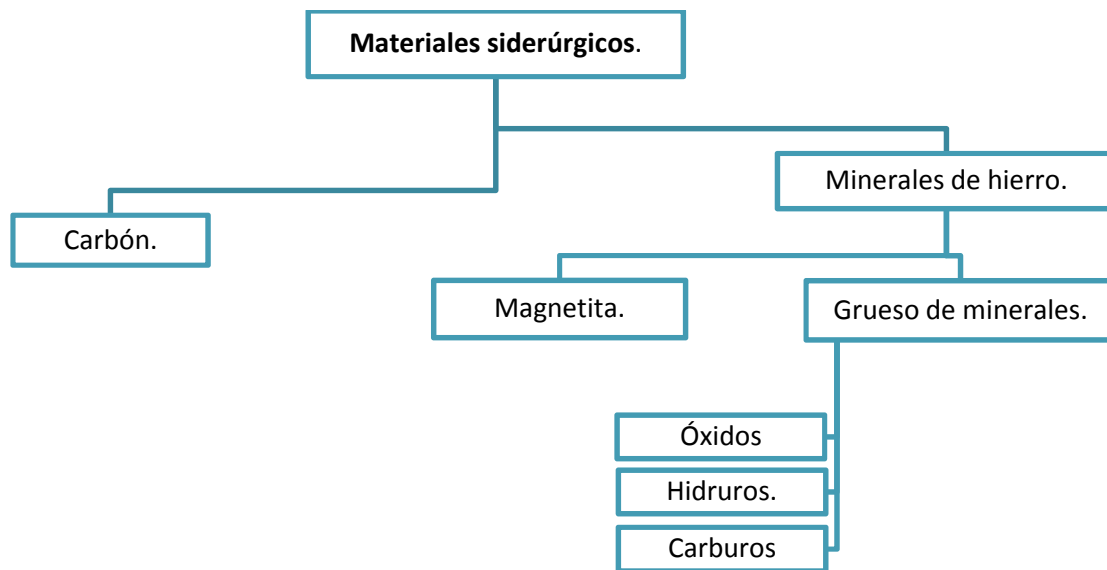 Materiales siderúrgicos.
Minerales de hierro.
Carbón.
Magnetita.
Grueso de minerales.
Óxidos
Hidruros.
Carburos